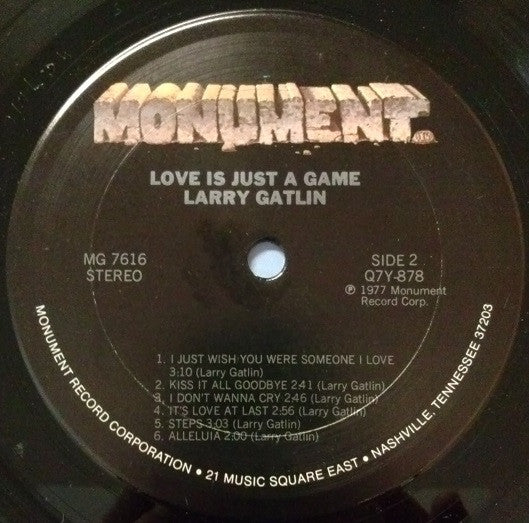 MONUMENT
LOVE IS JUST A GAME
LARRY GATLIN
MG 7616
STEREO
SIDE 2
Q7Y-878
℗ 1977 Monument
Record Corp.
1. I JUST WISH YOU WERE SOMEONE I LOVE
3:10 (Larry Gatlin)
2. KISS IT ALL GOODBYE 2:41 (Larry Gatlin)
3. I DON'T WANNA CRY 2:46 (Larry Gatlin)
4. IT'S LOVE AT LAST 2:56 (Larry Gatlin)
5. STEPS 3:03 (Larry Gatlin)
6. ALLELUIA 2:00 (Larry Gatlin)
MONUMENT RECORD CORPORATION • 21 MUSIC SQUARE EAST • NASHVILLE, TENNESSEE 37203